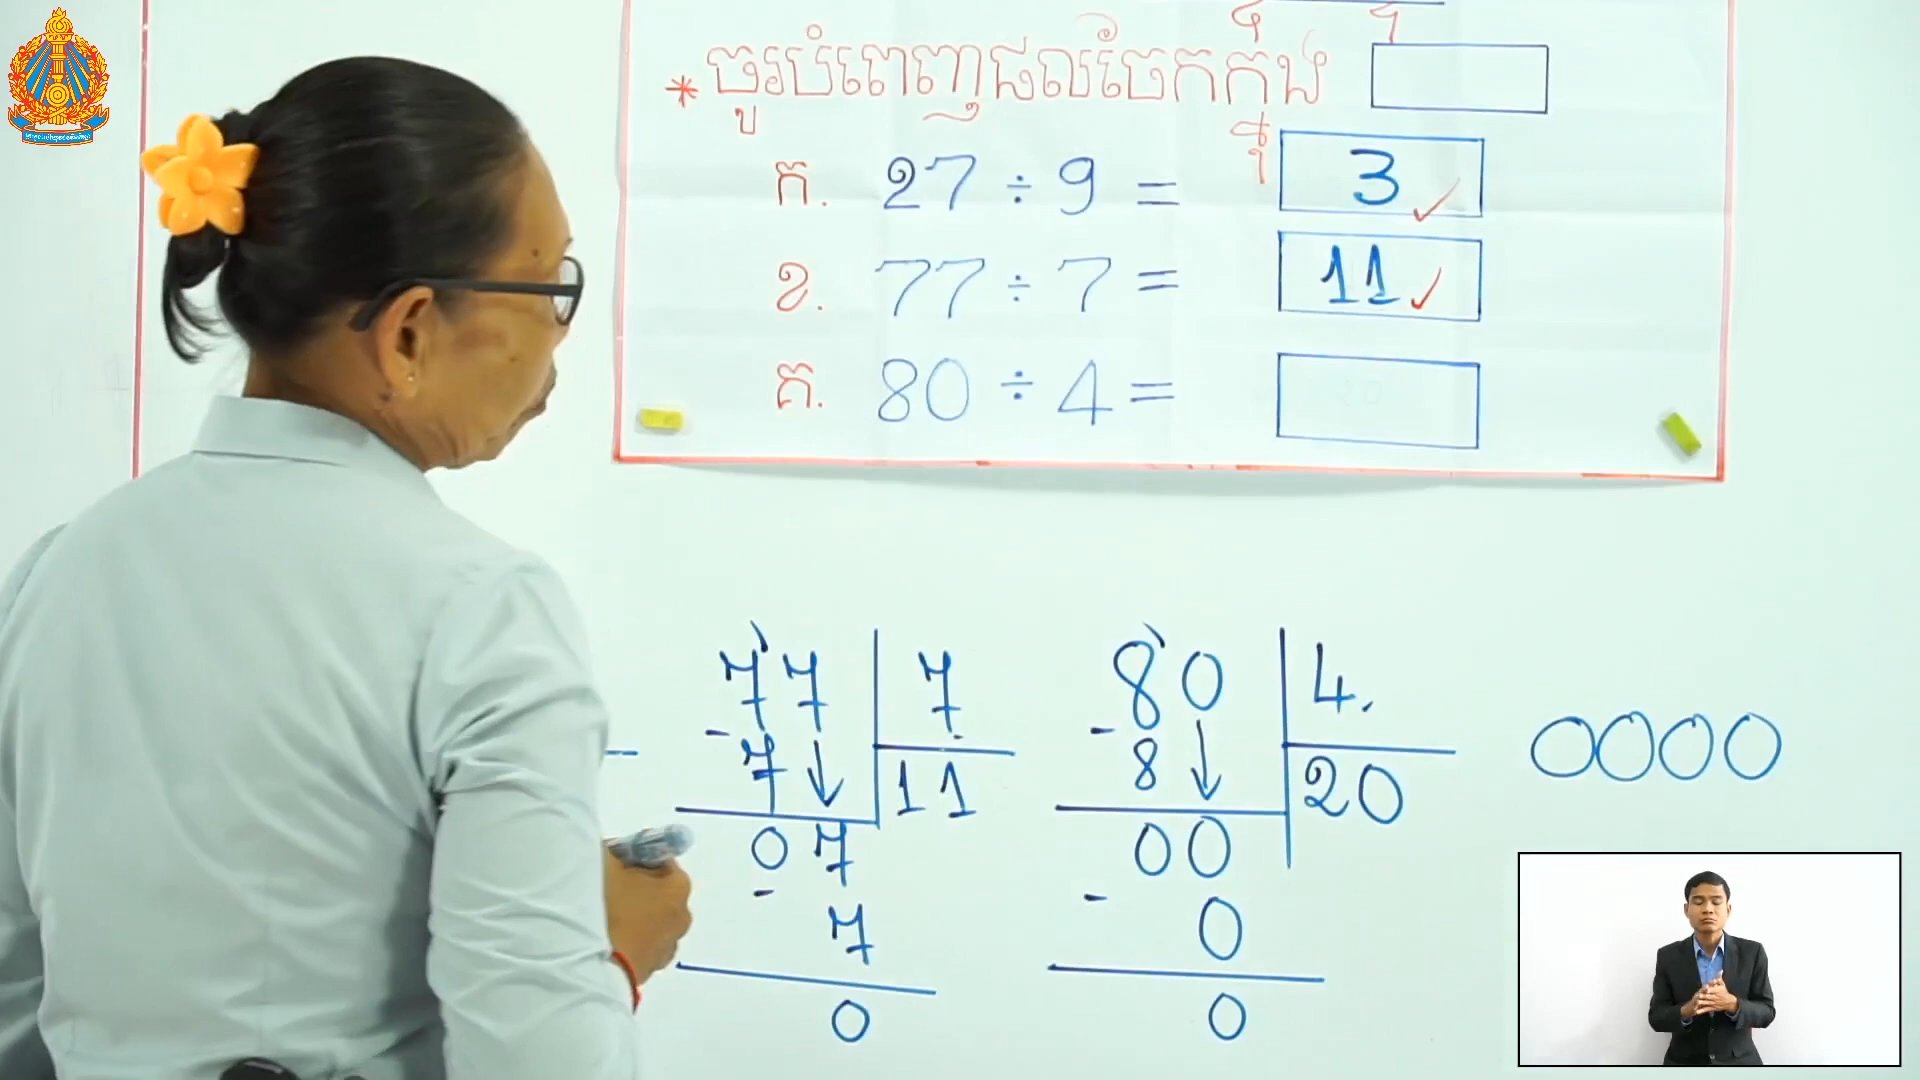 * ចូរបំពេញផលចែកក្នុង
ក. 27 ÷ 9 = 3 ✓
ខ. 77 ÷ 7 = 11 ✓
គ. 80 ÷ 4 =
77 7
- 7 11
07
- 7
0
80 4.
- 8 20
00
- 0
0
0000